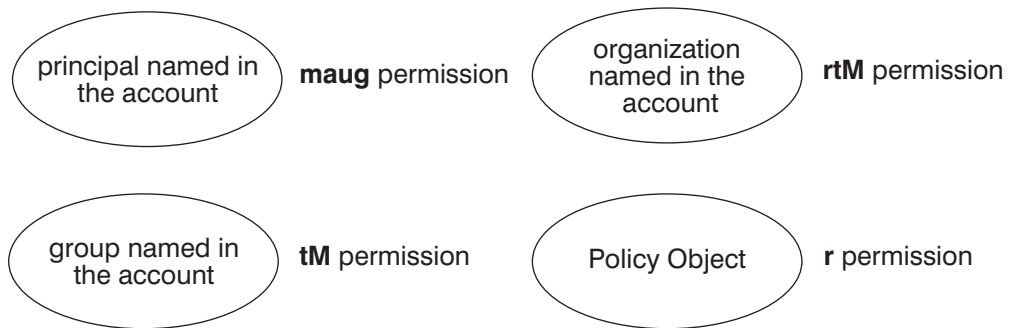 principal named in
the account
maug permission
organization
named in the
account
rtM permission
group named in
the account
tM permission
Policy Object
r permission